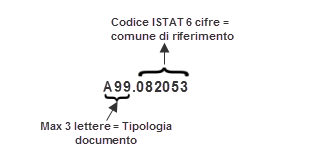 Codice ISTAT 6 cifre =
comune di riferimento
A99.082053
Max 3 lettere = Tipologia
documento